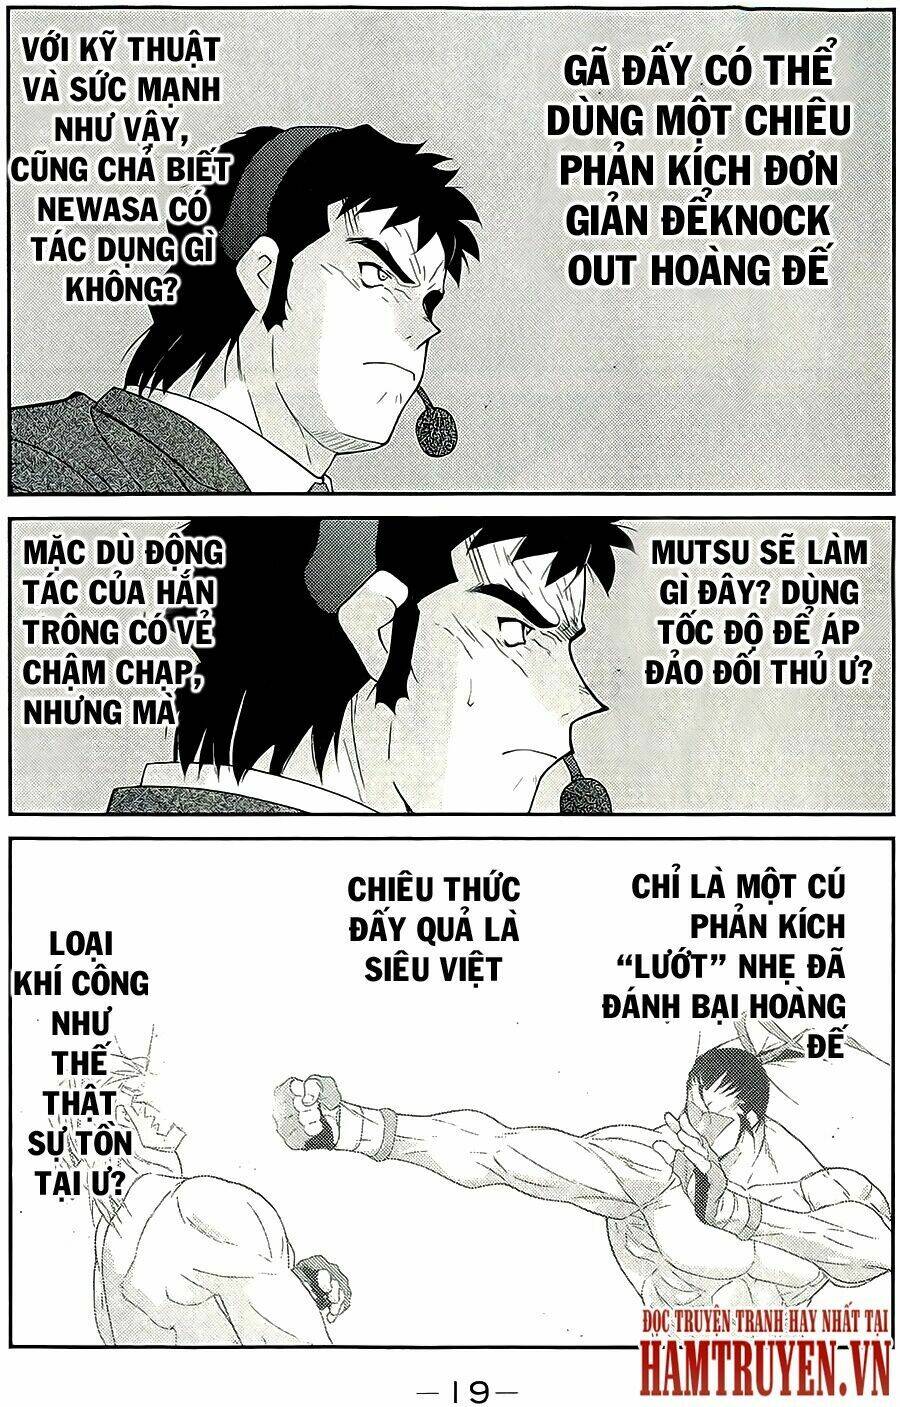 GÃ ĐẤY CÓ THỂ
DÙNG MỘT CHIÊU
PHẢN KÍCH ĐƠN
GIẢN ĐỂKNOCK
OUT HOÀNG ĐẾ
VỚI KỸ THUẬT
VÀ SỨC MẠNH
NHƯ VẬY,
CŨNG CHẢ BIẾT
NEWASA CÓ
TÁC DỤNG GÌ
KHÔNG?
MUTSU SẼ LÀM
GÌ ĐÂY? DÙNG
TỐC ĐỘ ĐỂ ÁP
ĐẢO ĐỐI THỦ Ư?
MẶC DÙ ĐỘNG
TÁC CỦA HẮN
TRÔNG CÓ VẺ
CHẬM CHẠP,
NHƯNG MÀ
CHỈ LÀ MỘT CÚ
PHẢN KÍCH
“LƯỚT” NHẸ ĐÃ
ĐÁNH BẠI HOÀNG
ĐẾ
CHIÊU THỨC
ĐẤY QUẢ LÀ
SIÊU VIỆT
LOẠI
KHÍ CÔNG
NHƯ
THẾ
THẬT
SỰ TỒN
TẠI Ư?
ĐỌC TRUYỆN TRANH HAY NHẤT TẠI
HAMTRUYEN.VN
—19—